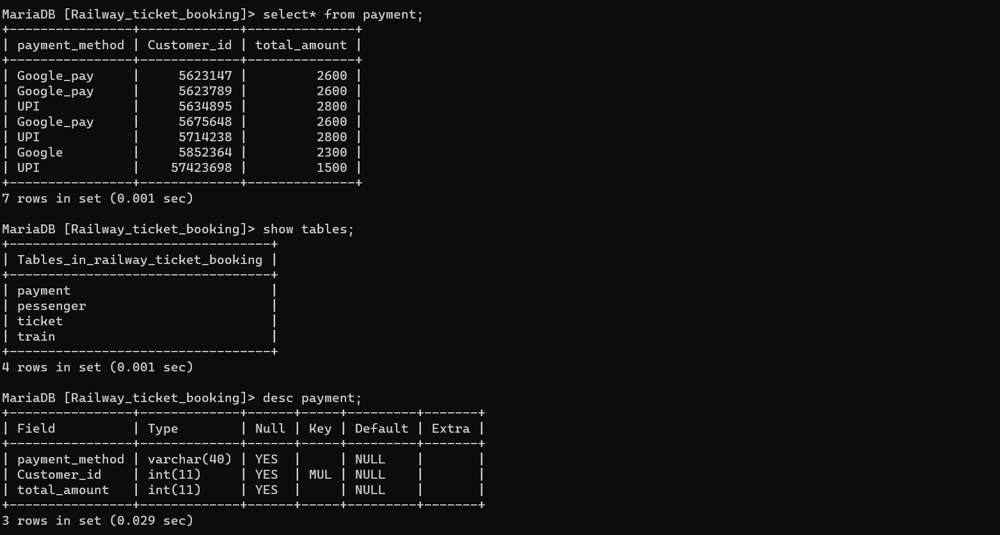 MariaDB [Railway_ticket_booking]> select* from payment;
+----------------+-------------+--------------+
| payment_method | Customer_id | total_amount |
+----------------+-------------+--------------+
| Google_pay     |     5623147 |         2600 |
| Google_pay     |     5623789 |         2600 |
| UPI            |     5634895 |         2800 |
| Google_pay     |     5675648 |         2600 |
| UPI            |     5714238 |         2800 |
| Google         |     5852364 |         2300 |
| UPI            |    57423698 |         1500 |
+----------------+-------------+--------------+
7 rows in set (0.001 sec)

MariaDB [Railway_ticket_booking]> show tables;
+----------------------------------+
| Tables_in_railway_ticket_booking |
+----------------------------------+
| payment                          |
| pessenger                        |
| ticket                           |
| train                            |
+----------------------------------+
4 rows in set (0.001 sec)

MariaDB [Railway_ticket_booking]> desc payment;
+----------------+-------------+------+-----+---------+-------+
| Field          | Type        | Null | Key | Default | Extra |
+----------------+-------------+------+-----+---------+-------+
| payment_method | varchar(40) | YES  |     | NULL    |       |
| Customer_id    | int(11)     | YES  | MUL | NULL    |       |
| total_amount   | int(11)     | YES  |     | NULL    |       |
+----------------+-------------+------+-----+---------+-------+
3 rows in set (0.029 sec)